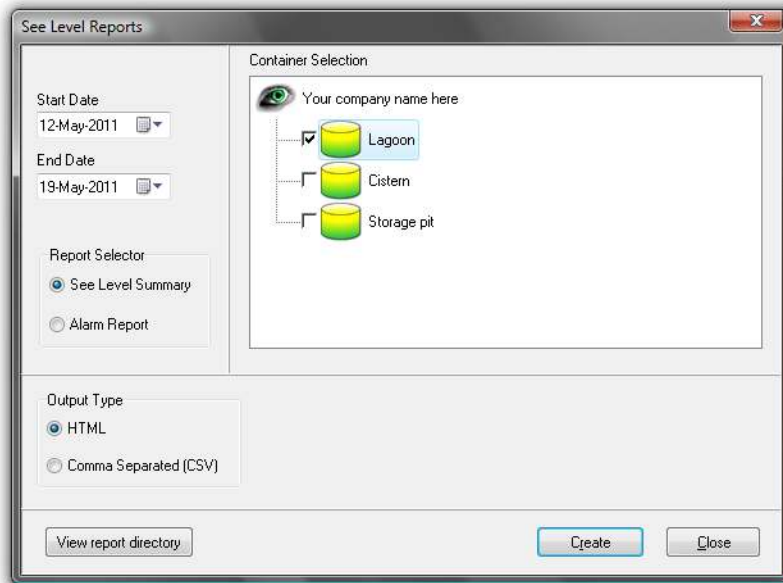 See Level Reports
Start Date
12-May-2011
End Date
19-May-2011
Report Selector
See Level Summary
Alarm Report
Container Selection
Your company name here
Lagoon
Cistern
Storage pit
Output Type
HTML
Comma Separated (CSV)
View report directory
Create
Close